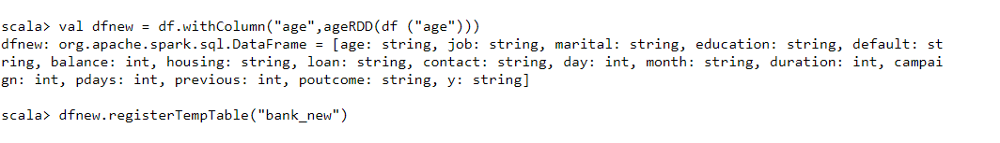 scala> val dfnew = df.withColumn("age",ageRDD(df ("age")))
dfnew: org.apache.spark.sql.DataFrame = [age: string, job: string, marital: string, education: string, default: st
ring, balance: int, housing: string, loan: string, contact: string, day: int, month: string, duration: int, campai
gn: int, pdays: int, previous: int, poutcome: string, y: string]
scala> dfnew.registerTempTable("bank_new")